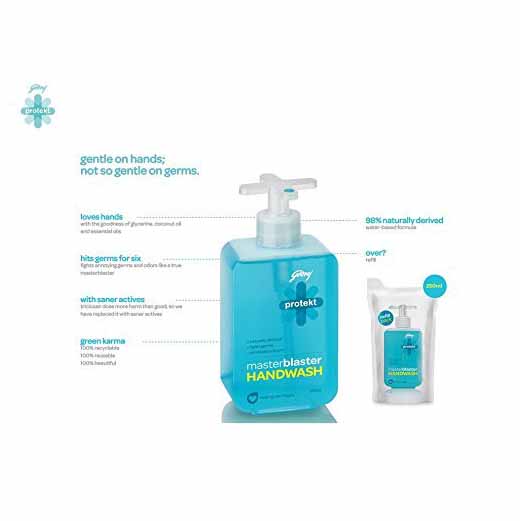 Godrej
protekt
gentle on hands;
not so gentle on germs.
loves hands
with the goodness of glycerine, coconut oil
and essential oils
hits germs for six
fights annoying germs and odors like a true
masterblaster
with saner actives
triclosan does more harm than good, so we
have replaced it with saner actives
green karma
100% recyclable
100% reusable
100% beautiful
Godrej
protekt
masterblaster
HANDWASH
98% naturally derived
water-based formula
over?
refill
250ml
refill
pack
protekt
masterblaster
HANDWASH